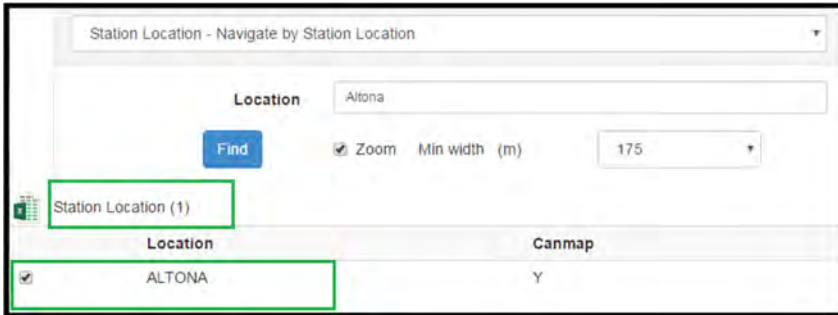 Station Location - Navigate by Station Location
Location Altona
Find Zoom Min width (m) 175
Station Location (1)
Location Canmap
ALTONA Y